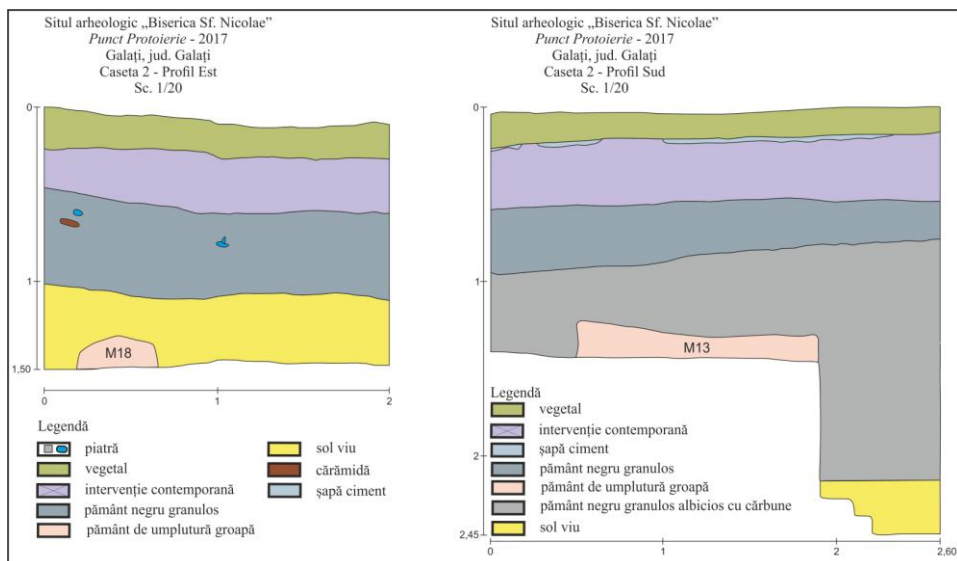 Situl arheologic „Biserica Sf. Nicolae”
Punct Protoierie - 2017
Galați, jud. Galați
Caseta 2 - Profil Est
Sc. 1/20
0
1
1,50
M18
0
1
2
Legendă
piatră
vegetal
intervenție contemporană
pământ negru granulos
pământ de umplutură groapă
sol viu
cărămidă
șapă ciment
Situl arheologic „Biserica Sf. Nicolae”
Punct Protoierie - 2017
Galați, jud. Galați
Caseta 2 - Profil Sud
Sc. 1/20
0
1
M13
2
2,45
0
1
2
2,60
Legendă
vegetal
intervenție contemporană
șapă ciment
pământ negru granulos
pământ de umplutură groapă
pământ negru granulos albicios cu cărbune
sol viu